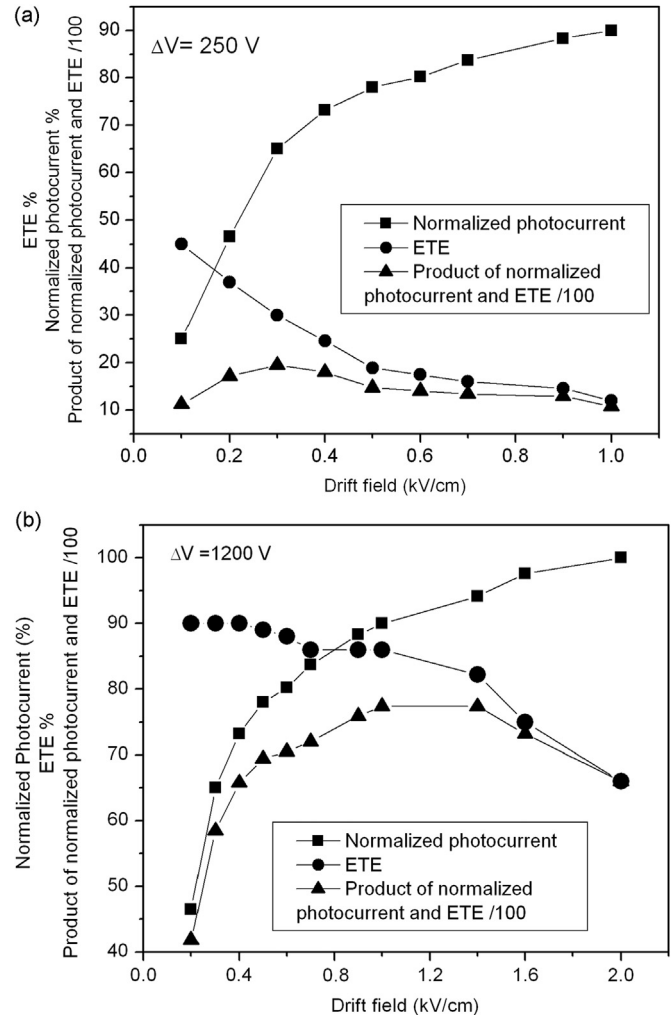 (a)
ΔV= 250 V
ETE %
Normalized photocurrent %
Product of normalized photocurrent and ETE /100
90
80
70
60
50
40
30
20
10
Normalized photocurrent
ETE
Product of normalized
photocurrent and ETE /100
0.0 0.2 0.4 0.6 0.8 1.0
Drift field (kV/cm)
(b)
ΔV =1200 V
Normalized Photocurrent (%)
ETE %
Product of normalized photocurrent and ETE /100
100
90
80
70
60
50
40
Normalized photocurrent
ETE
Product of normalized
photocurrent and ETE /100
0.0 0.4 0.8 1.2 1.6 2.0
Drift field (kV/cm)